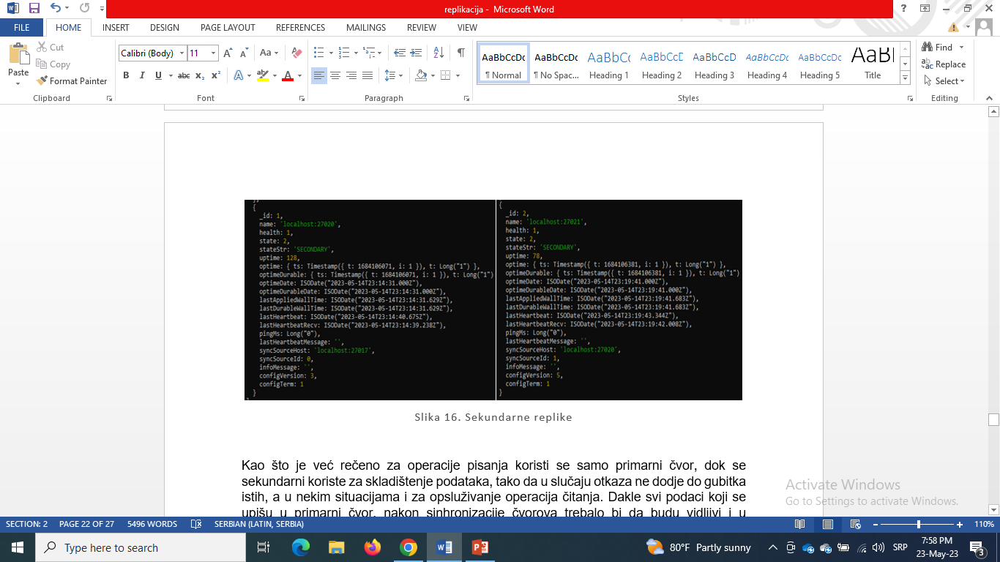 replikacija - Microsoft Word
FILE HOME INSERT DESIGN PAGE LAYOUT REFERENCES MAILINGS REVIEW VIEW
Paste
Cut
Copy
Format Painter
Clipboard
Calibri (Body) 11
Font
Paragraph
AaBbCcDc AaBbCcDc AaBbCc AaBbCcD AaBbCcD AaBbCcDc AaBbCcDc AaBl
¶ Normal ¶ No Spac... Heading 1 Heading 2 Heading 3 Heading 4 Heading 5 Title
Styles
Find
Replace
Select
Editing
{
_id: 1,
name: 'localhost:27020',
health: 1,
state: 2,
stateStr: 'SECONDARY',
uptime: 128,
optime: { ts: Timestamp({ t: 1684106071, i: 1 }), t: Long("1") },
optimeDurable: { ts: Timestamp({ t: 1684106071, i: 1 }), t: Long("1")
optimeDate: ISODate("2023-05-14T23:14:31.000Z"),
optimeDurableDate: ISODate("2023-05-14T23:14:31.000Z"),
lastAppliedWallTime: ISODate("2023-05-14T23:14:31.629Z"),
lastDurableWallTime: ISODate("2023-05-14T23:14:31.629Z"),
lastHeartbeat: ISODate("2023-05-14T23:14:40.675Z"),
lastHeartbeatRecv: ISODate("2023-05-14T23:14:39.238Z"),
pingMs: Long("0"),
lastHeartbeatMessage: '',
syncSourceHost: 'localhost:27017',
syncSourceId: 0,
infoMessage: '',
configVersion: 3,
configTerm: 1
}
{
_id: 2,
name: 'localhost:27021',
health: 1,
state: 2,
stateStr: 'SECONDARY',
uptime: 78,
optime: { ts: Timestamp({ t: 1684106381, i: 1 }), t: Long("1") },
optimeDurable: { ts: Timestamp({ t: 1684106381, i: 1 }), t: Long("1")
optimeDate: ISODate("2023-05-14T23:19:41.000Z"),
optimeDurableDate: ISODate("2023-05-14T23:19:41.000Z"),
lastAppliedWallTime: ISODate("2023-05-14T23:19:41.683Z"),
lastDurableWallTime: ISODate("2023-05-14T23:19:41.683Z"),
lastHeartbeat: ISODate("2023-05-14T23:19:43.344Z"),
lastHeartbeatRecv: ISODate("2023-05-14T23:19:42.008Z"),
pingMs: Long("0"),
lastHeartbeatMessage: '',
syncSourceHost: 'localhost:27020',
syncSourceId: 1,
infoMessage: '',
configVersion: 5,
configTerm: 1
}
Slika 16. Sekundarne replike
Kao što je već rečeno za operacije pisanja koristi se samo primarni čvor, dok se
sekundarni koriste za skladištenje podataka, tako da u slučaju otkaza ne dodje do gubitka
istih, a u nekim situacijama i za opsluživanje operacija čitanja. Dakle svi podaci koji se
upišu u primarni čvor, nakon sinhronizacije čvorova trebalo bi da budu vidljivi i u
Activate Windows
Go to Settings to activate Windows.
SECTION: 2 PAGE 22 OF 27 5496 WORDS SERBIAN (LATIN, SERBIA) 110%
Type here to search
80°F Partly sunny
SRP
7:58 PM
23-May-23
3